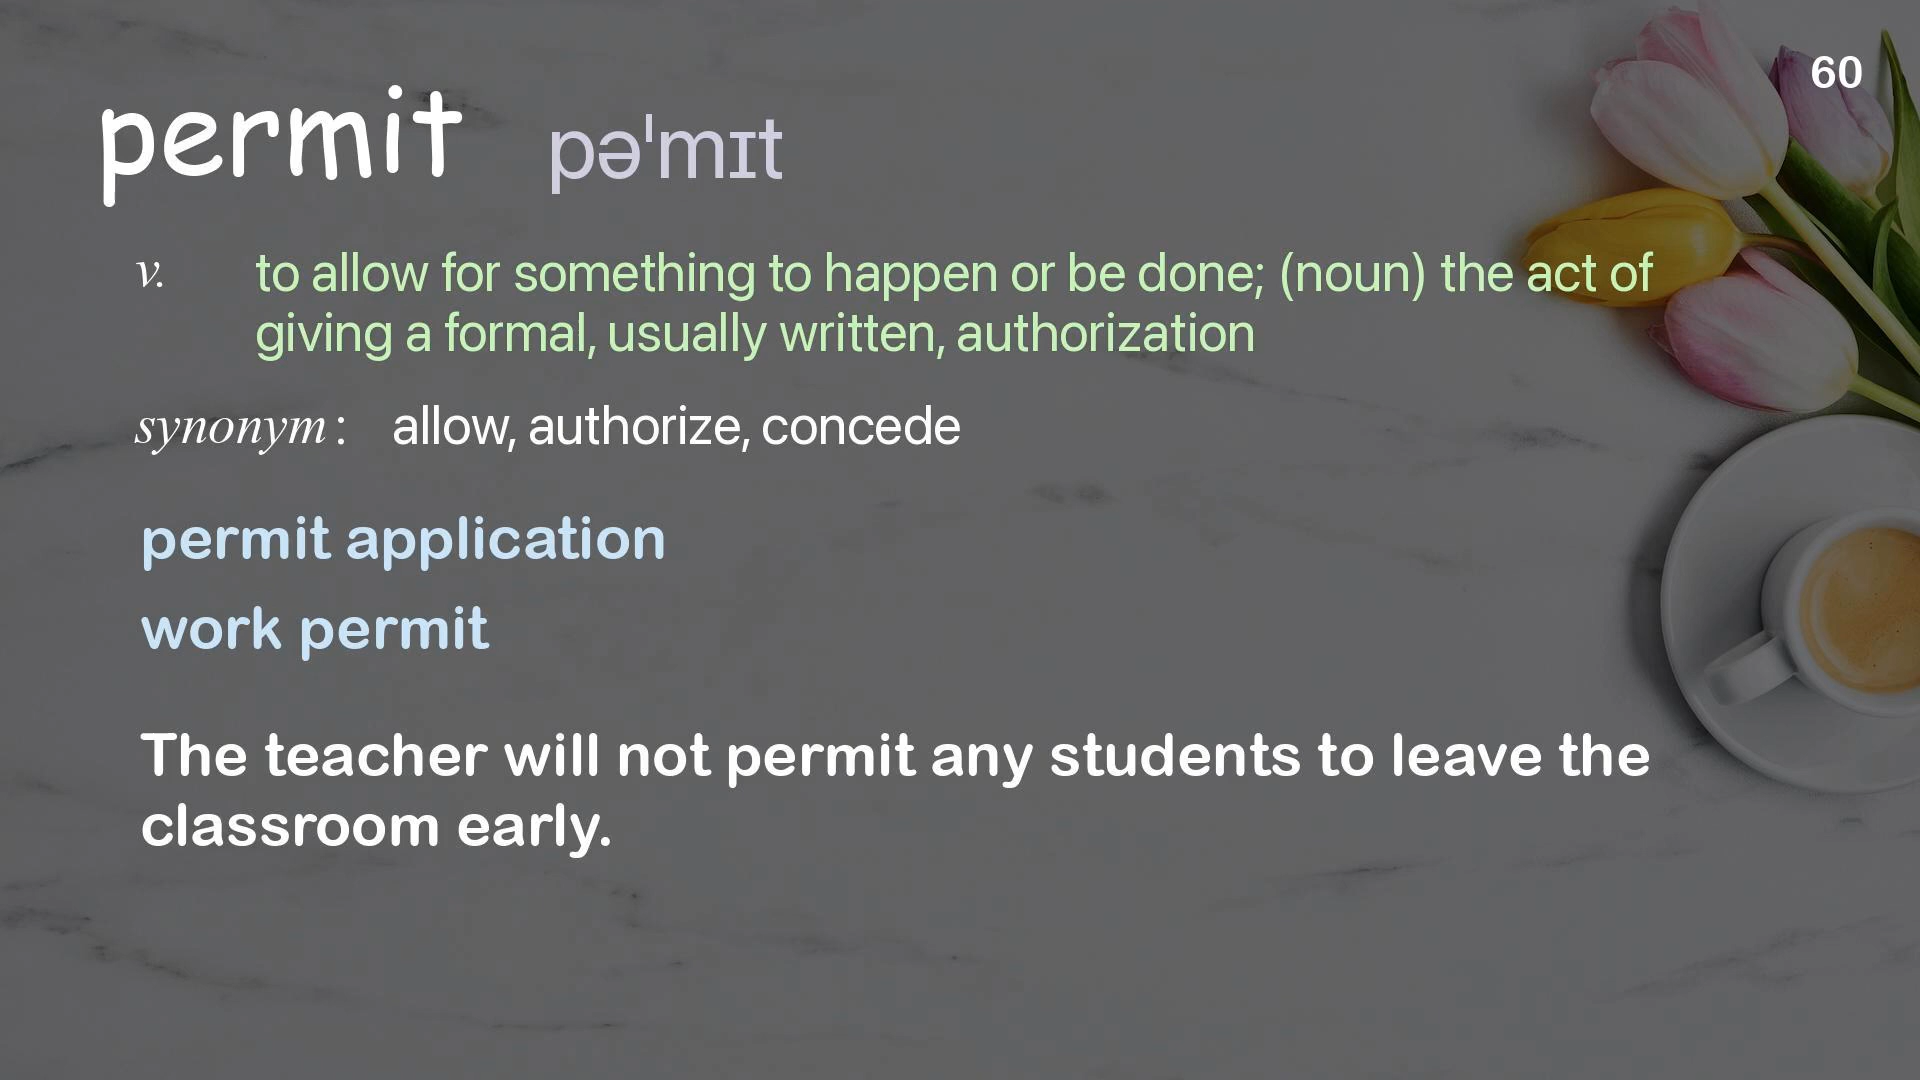 60
permit pəˈmɪt
v. to allow for something to happen or be done; (noun) the act of
giving a formal, usually written, authorization
synonym: allow, authorize, concede
permit application
work permit
The teacher will not permit any students to leave the
classroom early.